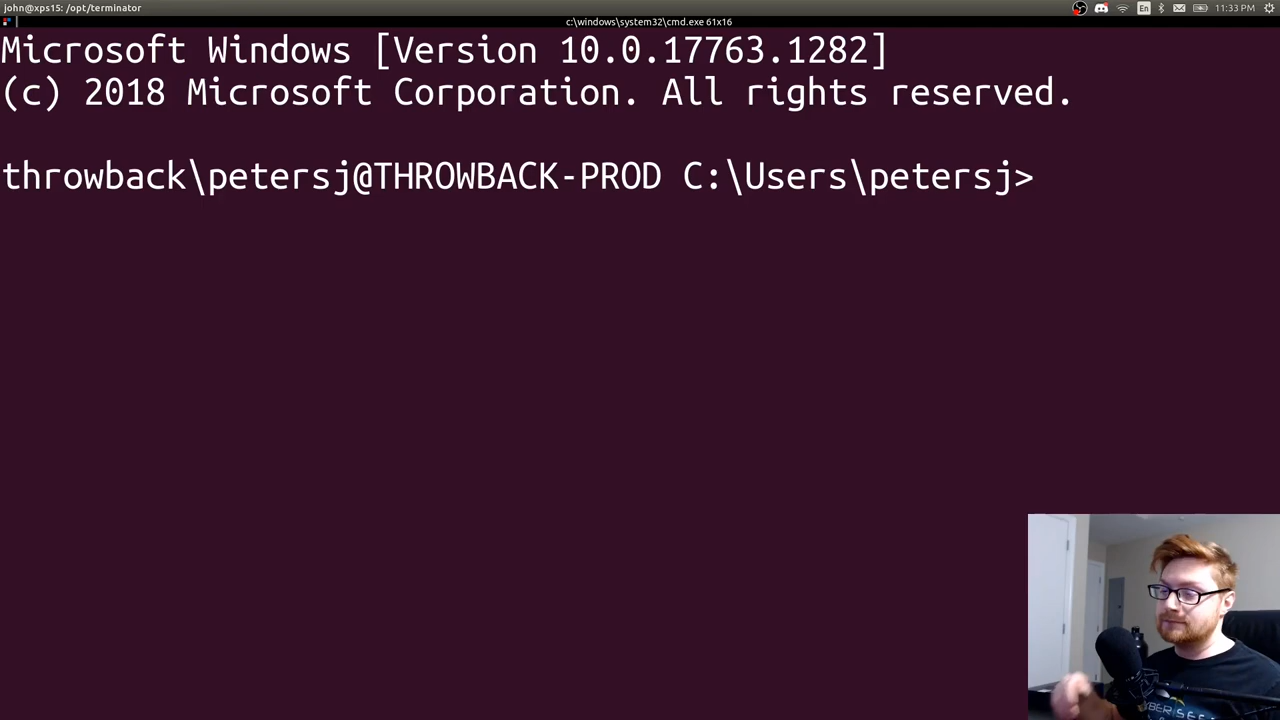 john@xps15: /opt/terminator
En
11:33 PM
c:\windows\system32\cmd.exe 61x16
Microsoft Windows [Version 10.0.17763.1282]
(c) 2018 Microsoft Corporation. All rights reserved.
throwback\petersj@THROWBACK-PROD C:\Users\petersj>